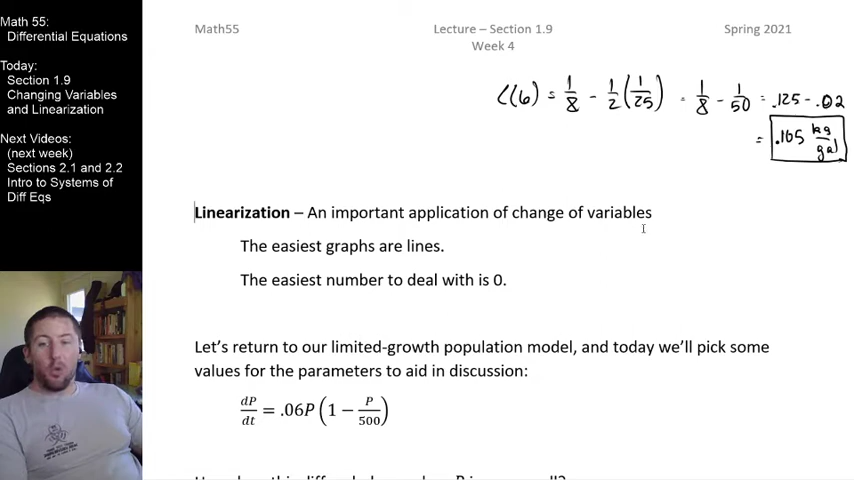 Math 55:
Differential Equations
Today:
Section 1.9
Changing Variables
and Linearization
Next Videos:
(next week)
Sections 2.1 and 2.2
Intro to Systems of
Diff Eqs
Math55
Lecture – Section 1.9
Spring 2021
Week 4
C(6) = 1/8 - 1/2 (1/25) = 1/8 - 1/50 = .125 - .02
= .105 kg/gal
Linearization – An important application of change of variables
The easiest graphs are lines.
The easiest number to deal with is 0.
Let’s return to our limited-growth population model, and today we’ll pick some
values for the parameters to aid in discussion:
dP/dt = .06P (1 − P/500)